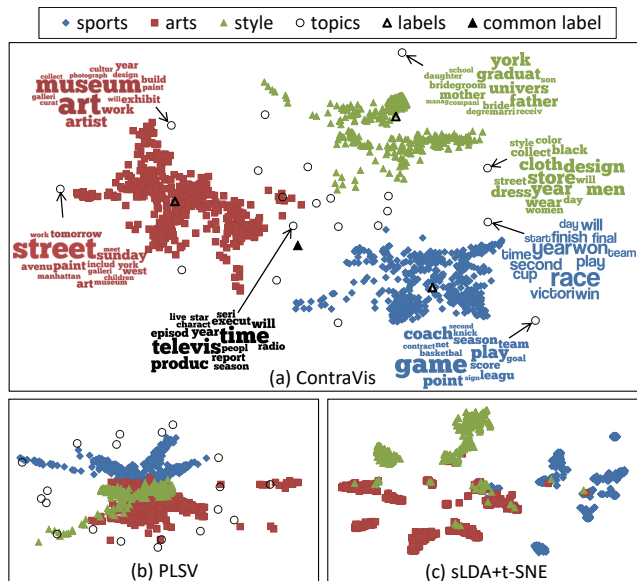 sports arts style topics labels common label
cultur year
collect photograph design build
museum paint
galleri will exhibit
curat art work
artist
school
york
daughter graduat son
bridegroom univers
mother father
manag compani bride
degre marri receiv
style color
collect black
cloth design
street store will
dress year men
wear day
women
day will
start finish final
time year won team
second play
cup race
victori win
work tomorrow
street meet
sunday
avenu paint includ york
manhattan galleri west
children
art museum
live star seri
charact execut will
episod year time
televis peopl radio
produc report
season
second
coach knick
season team
contract net play goal
basketbal
game score
point sign leagu
(a) ContraVis
(b) PLSV
(c) sLDA+t-SNE